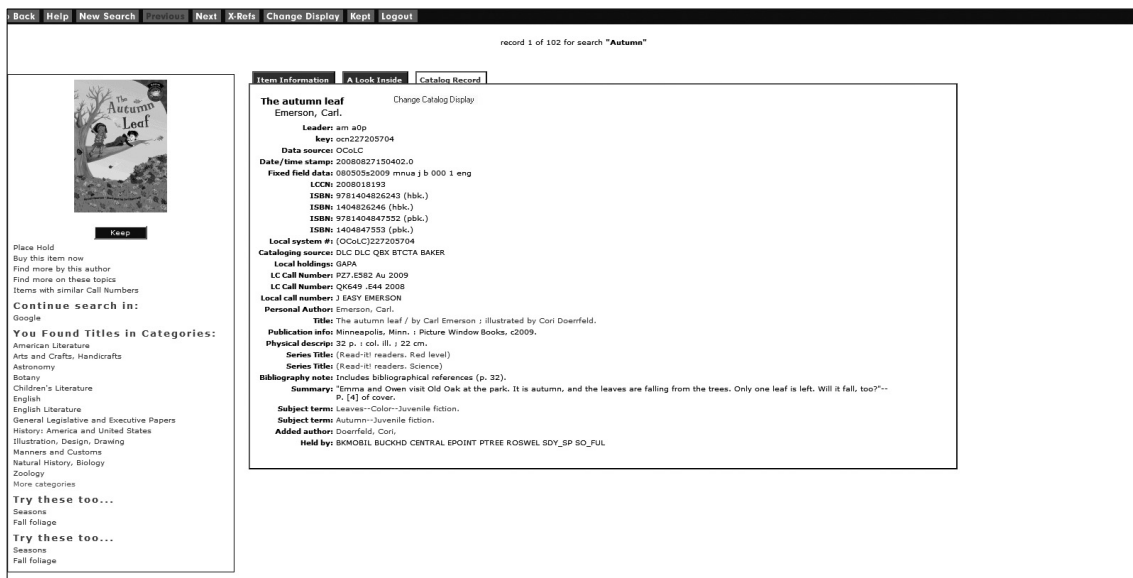 Back Help New Search Previous Next X-Refs Change Display Kept Logout
record 1 of 102 for search "Autumn"
The
Autumn
Leaf
Keep
Place Hold
Buy this item now
Find more by this author
Find more on these topics
Items with similar Call Numbers
Continue search in:
Google
You Found Titles in Categories:
American Literature
Arts and Crafts, Handicrafts
Astronomy
Botany
Children's Literature
English
English Literature
General Legislative and Executive Papers
History: America and United States
Illustration, Design, Drawing
Manners and Customs
Natural History, Biology
Zoology
More categories
Try these too...
Seasons
Fall foliage
Try these too...
Seasons
Fall foliage
Item Information A Look Inside Catalog Record
The autumn leaf Change Catalog Display
Emerson, Carl.
Leader: am a0p
key: ocn227205704
Data source: OCoLC
Date/time stamp: 20080827150402.0
Fixed field data: 080505s2009 mnua j b 000 1 eng
LCCN: 2008018193
ISBN: 9781404826243 (hbk.)
ISBN: 1404826246 (hbk.)
ISBN: 9781404847552 (pbk.)
ISBN: 1404847553 (pbk.)
Local system #: (OCoLC)227205704
Cataloging source: DLC DLC QBX BTCTA BAKER
Local holdings: GAPA
LC Call Number: PZ7.E582 Au 2009
LC Call Number: QK649 .E44 2008
Local call number: J EASY EMERSON
Personal Author: Emerson, Carl.
Title: The autumn leaf / by Carl Emerson ; illustrated by Cori Doerrfeld.
Publication info: Minneapolis, Minn. : Picture Window Books, c2009.
Physical descrip: 32 p. : col. ill. ; 22 cm.
Series Title: (Read-it! readers. Red level)
Series Title: (Read-it! readers. Science)
Bibliography note: Includes bibliographical references (p. 32).
Summary: "Emma and Owen visit Old Oak at the park. It is autumn, and the leaves are falling from the trees. Only one leaf is left. Will it fall, too?"--
P. [4] of cover.
Subject term: Leaves--Color--Juvenile fiction.
Subject term: Autumn--Juvenile fiction.
Added author: Doerrfeld, Cori,
Held by: BKMOBIL BUCKHD CENTRAL EPOINT PTREE ROSWEL SDY_SP SO_FUL